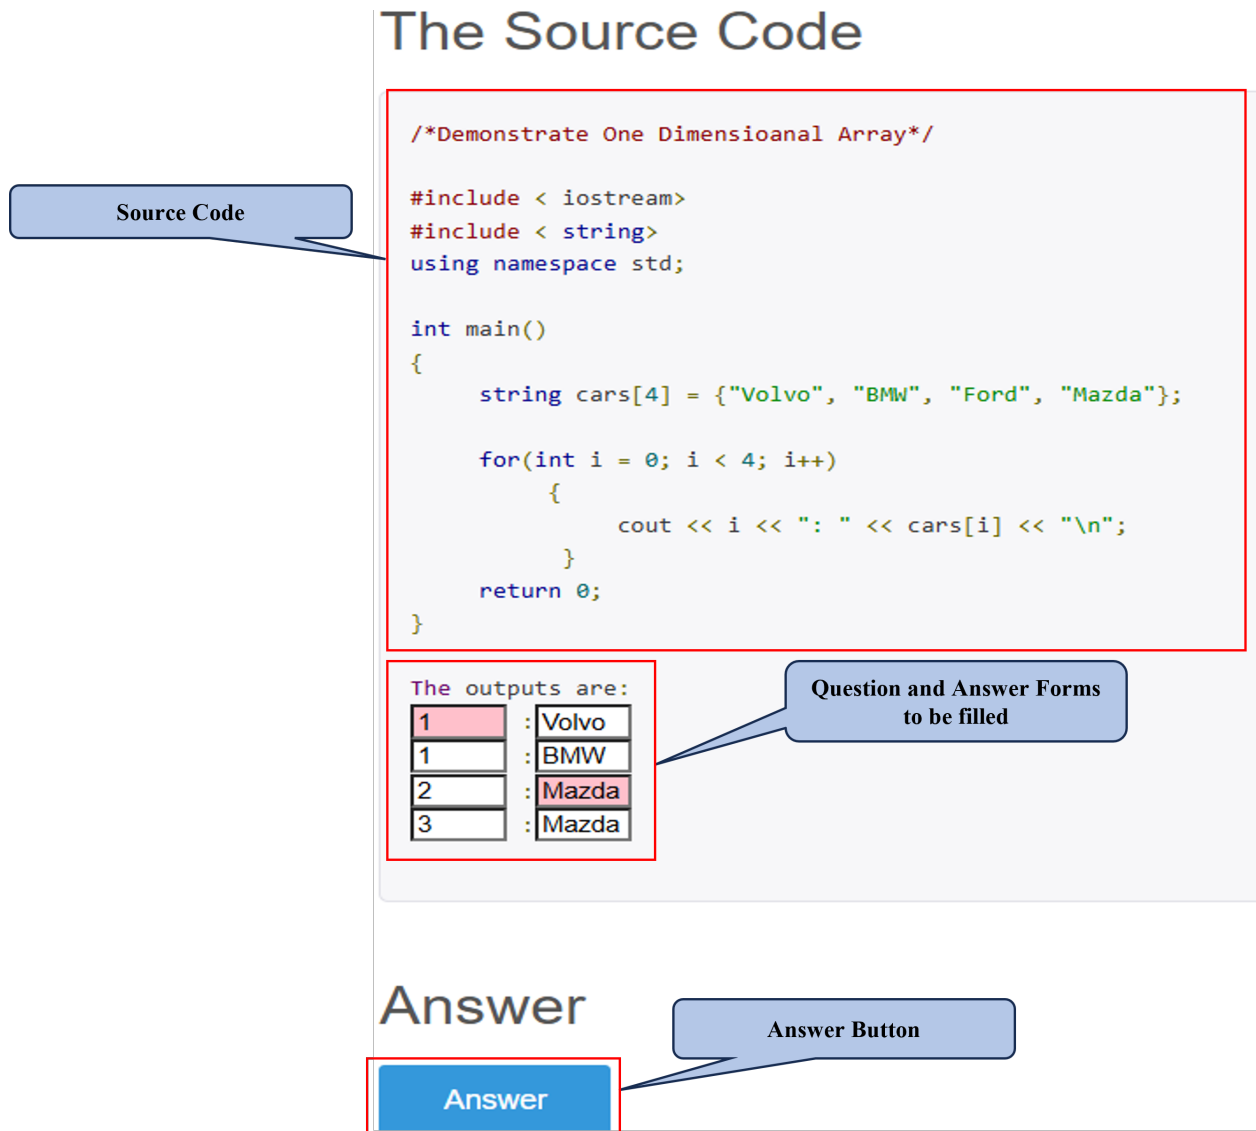 The Source Code
/*Demonstrate One Dimensioanal Array*/
#include < iostream>
#include < string>
using namespace std;
int main()
{
string cars[4] = {"Volvo", "BMW", "Ford", "Mazda"};
for(int i = 0; i < 4; i++)
{
cout << i << ": " << cars[i] << "\n";
}
return 0;
}
Source Code
The outputs are:
1 : Volvo
1 : BMW
2 : Mazda
3 : Mazda
Question and Answer Forms
to be filled
Answer
Answer Button
Answer